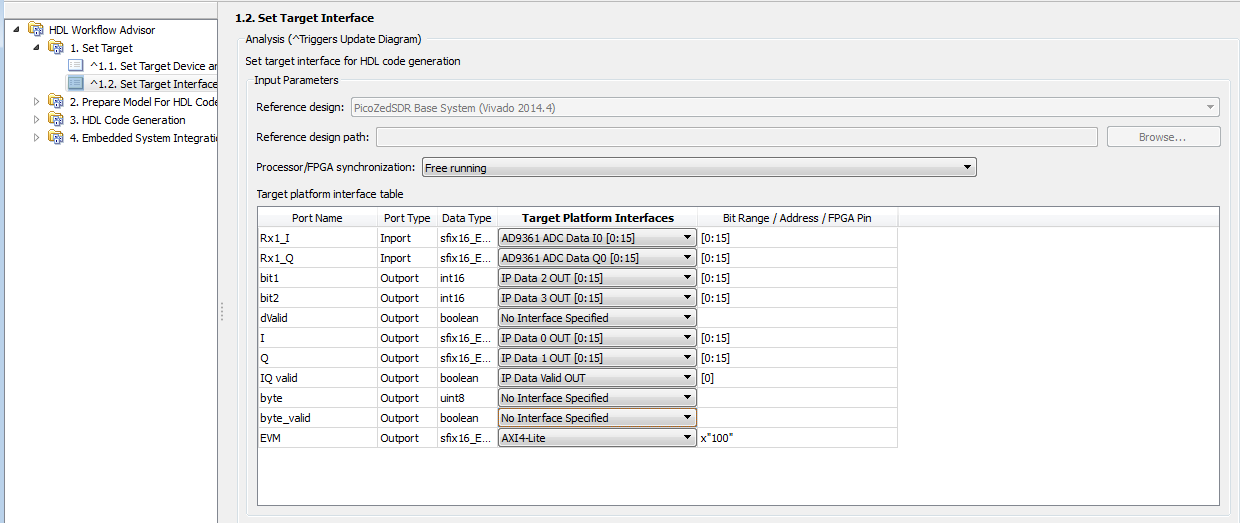 HDL Workflow Advisor
1. Set Target
^1.1. Set Target Device ar
^1.2. Set Target Interface
2. Prepare Model For HDL Code
3. HDL Code Generation
4. Embedded System Integratio
1.2. Set Target Interface
Analysis (^Triggers Update Diagram)
Set target interface for HDL code generation
Input Parameters
Reference design: PicoZedSDR Base System (Vivado 2014.4)
Reference design path: Browse...
Processor/FPGA synchronization: Free running
Target platform interface table
Port Name Port Type Data Type Target Platform Interfaces Bit Range / Address / FPGA Pin
Rx1_I Inport sfix16_E... AD9361 ADC Data I0 [0:15] [0:15]
Rx1_Q Inport sfix16_E... AD9361 ADC Data Q0 [0:15] [0:15]
bit1 Outport int16 IP Data 2 OUT [0:15] [0:15]
bit2 Outport int16 IP Data 3 OUT [0:15] [0:15]
dValid Outport boolean No Interface Specified
I Outport sfix16_E... IP Data 0 OUT [0:15] [0:15]
Q Outport sfix16_E... IP Data 1 OUT [0:15] [0:15]
IQ valid Outport boolean IP Data Valid OUT [0]
byte Outport uint8 No Interface Specified
byte_valid Outport boolean No Interface Specified
EVM Outport sfix16_E... AXI4-Lite x"100"